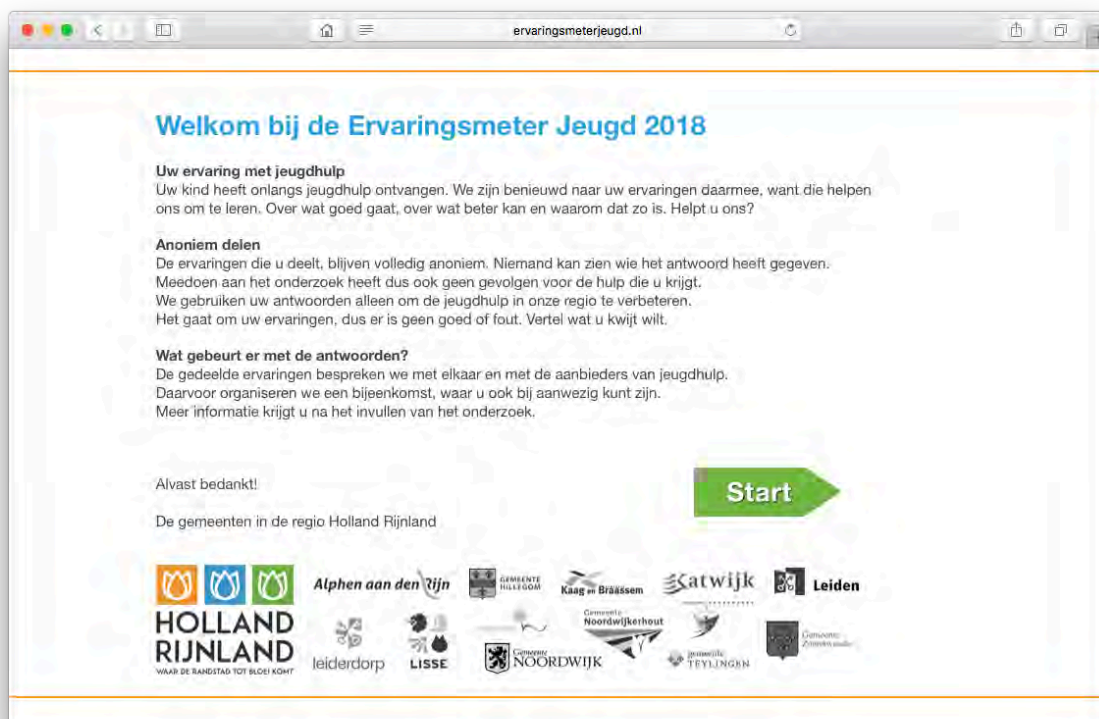 ervaringsmeterjeugd.nl
Welkom bij de Ervaringsmeter Jeugd 2018
Uw ervaring met jeugdhulp
Uw kind heeft onlangs jeugdhulp ontvangen. We zijn benieuwd naar uw ervaringen daarmee, want die helpen
ons om te leren. Over wat goed gaat, over wat beter kan en waarom dat zo is. Helpt u ons?
Anoniem delen
De ervaringen die u deelt, blijven volledig anoniem. Niemand kan zien wie het antwoord heeft gegeven.
Meedoen aan het onderzoek heeft dus ook geen gevolgen voor de hulp die u krijgt.
We gebruiken uw antwoorden alleen om de jeugdhulp in onze regio te verbeteren.
Het gaat om uw ervaringen, dus er is geen goed of fout. Vertel wat u kwijt wilt.
Wat gebeurt er met de antwoorden?
De gedeelde ervaringen bespreken we met elkaar en met de aanbieders van jeugdhulp.
Daarvoor organiseren we een bijeenkomst, waar u ook bij aanwezig kunt zijn.
Meer informatie krijgt u na het invullen van het onderzoek.
Alvast bedankt!
Start
De gemeenten in de regio Holland Rijnland
HOLLAND
RIJNLAND
WAAR DE RANDSTAD TOT BLOEI KOMT
Alphen aan den Rijn
GEMEENTE
HILLEGOM
Kaag en Braassem
Katwijk
Leiden
leiderdorp
LISSE
Gemeente
NOORDWIJK
Gemeente
Noordwijkerhout
gemeente
TEYLINGEN
Gemeente